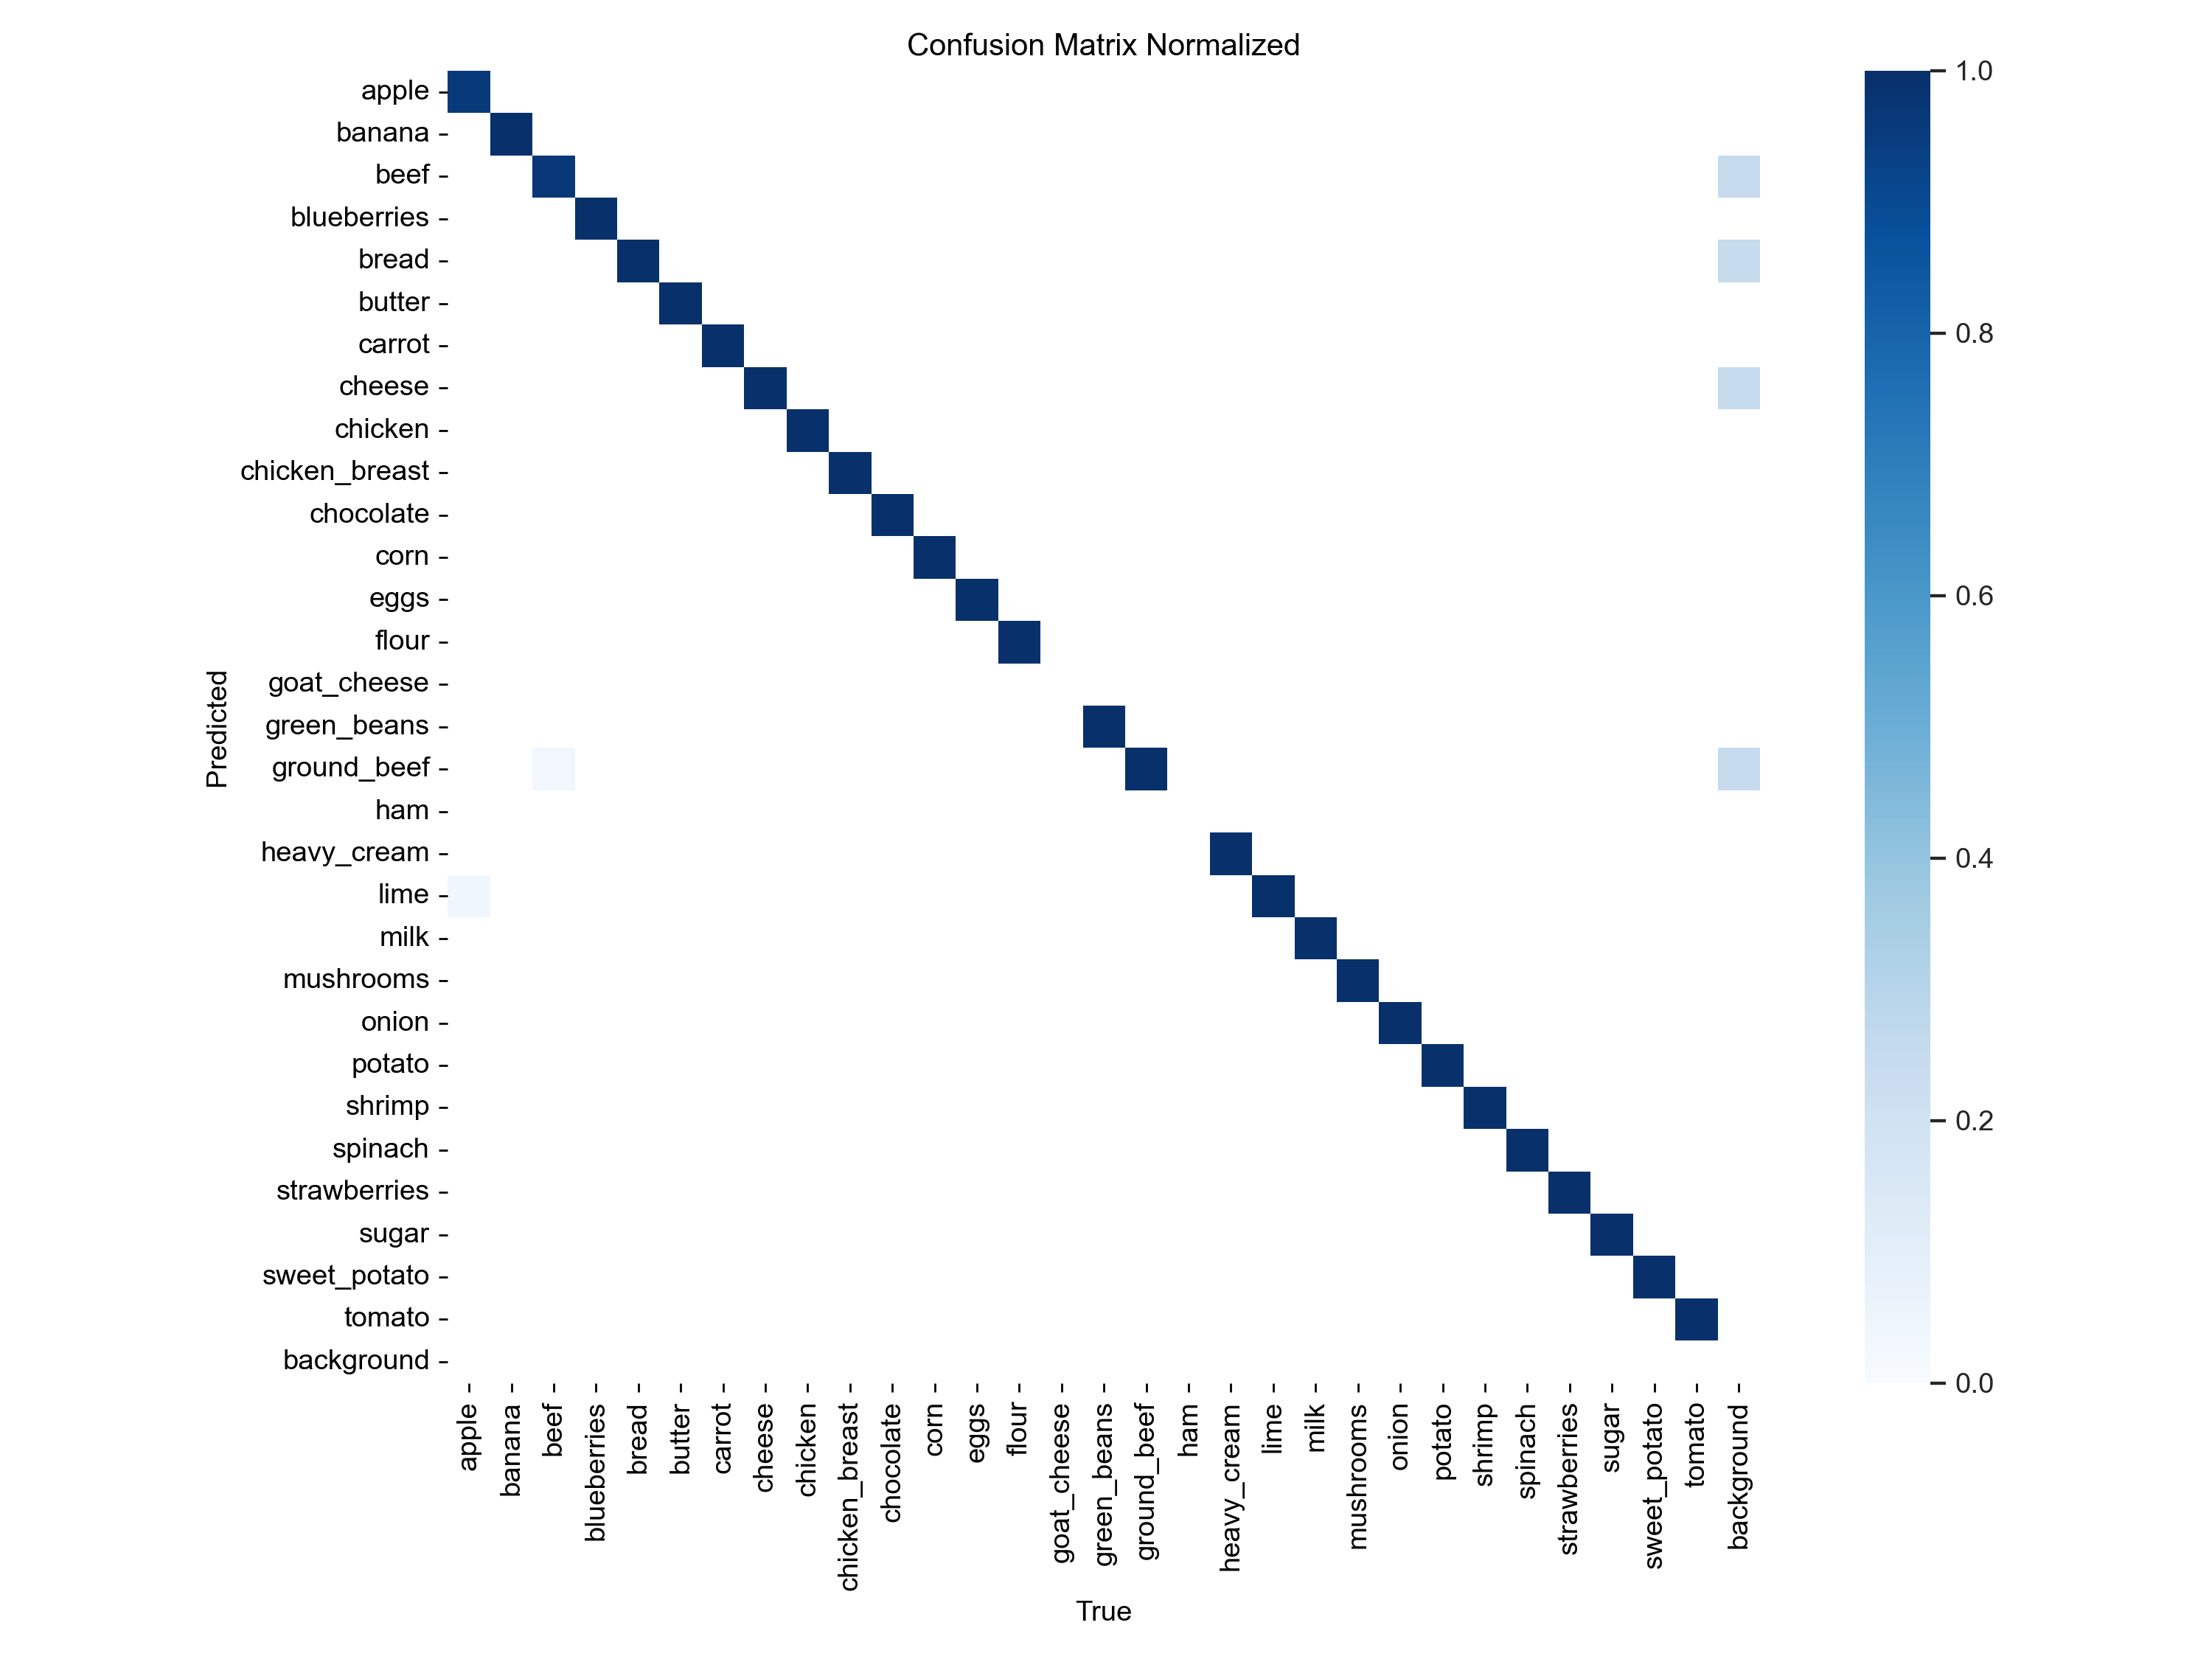 Confusion Matrix Normalized
apple
banana
beef
blueberries
bread
butter
carrot
cheese
chicken
chicken_breast
chocolate
corn
eggs
flour
goat_cheese
green_beans
ground_beef
ham
heavy_cream
lime
milk
mushrooms
onion
potato
shrimp
spinach
strawberries
sugar
sweet_potato
tomato
background
Predicted
apple
banana
beef
blueberries
bread
butter
carrot
cheese
chicken
chicken_breast
chocolate
corn
eggs
flour
goat_cheese
green_beans
ground_beef
ham
heavy_cream
lime
milk
mushrooms
onion
potato
shrimp
spinach
strawberries
sugar
sweet_potato
tomato
background
True
1.0
0.8
0.6
0.4
0.2
0.0